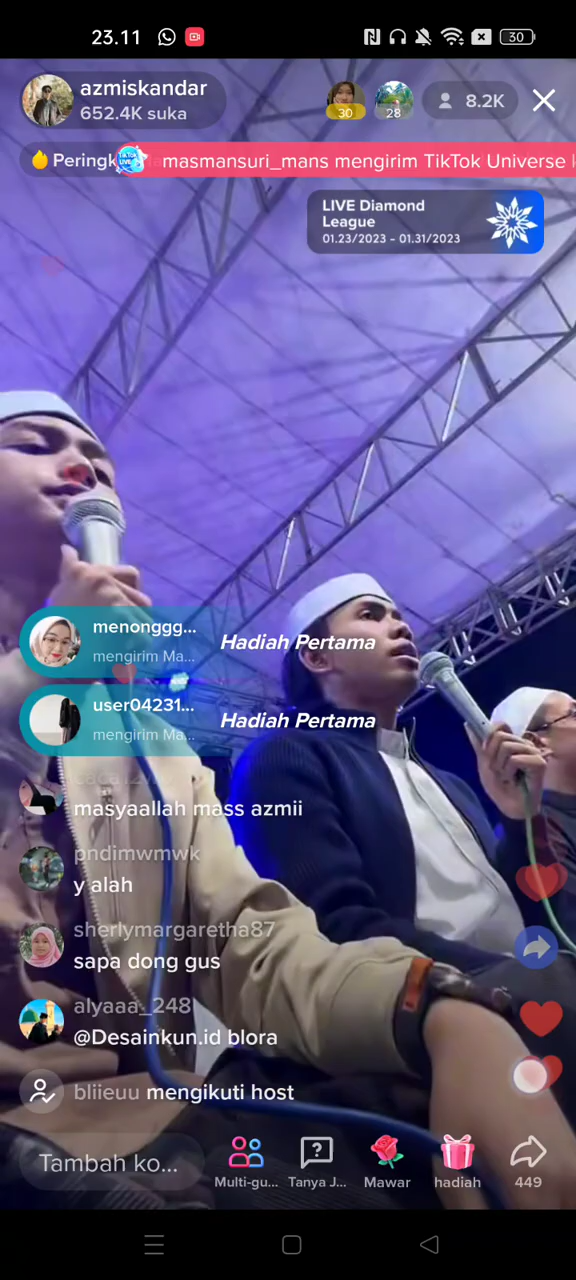 23.11
30
azmiskandar
652.4K suka
30
28
8.2K
Peringk
masmansuri_mans mengirim TikTok Universe
LIVE Diamond
League
01.23/2023 - 01.31/2023
menonggg...
mengirim Ma...
Hadiah Pertama
user04231...
mengirim Ma...
Hadiah Pertama
masyaallah mass azmii
pndimwmwk
y alah
sherlymargaretha87
sapa dong gus
alyaaa_248
@Desainkun.id blora
bliieuu mengikuti host
Tambah ko...
Multi-gu...
Tanya J...
Mawar
hadiah
449